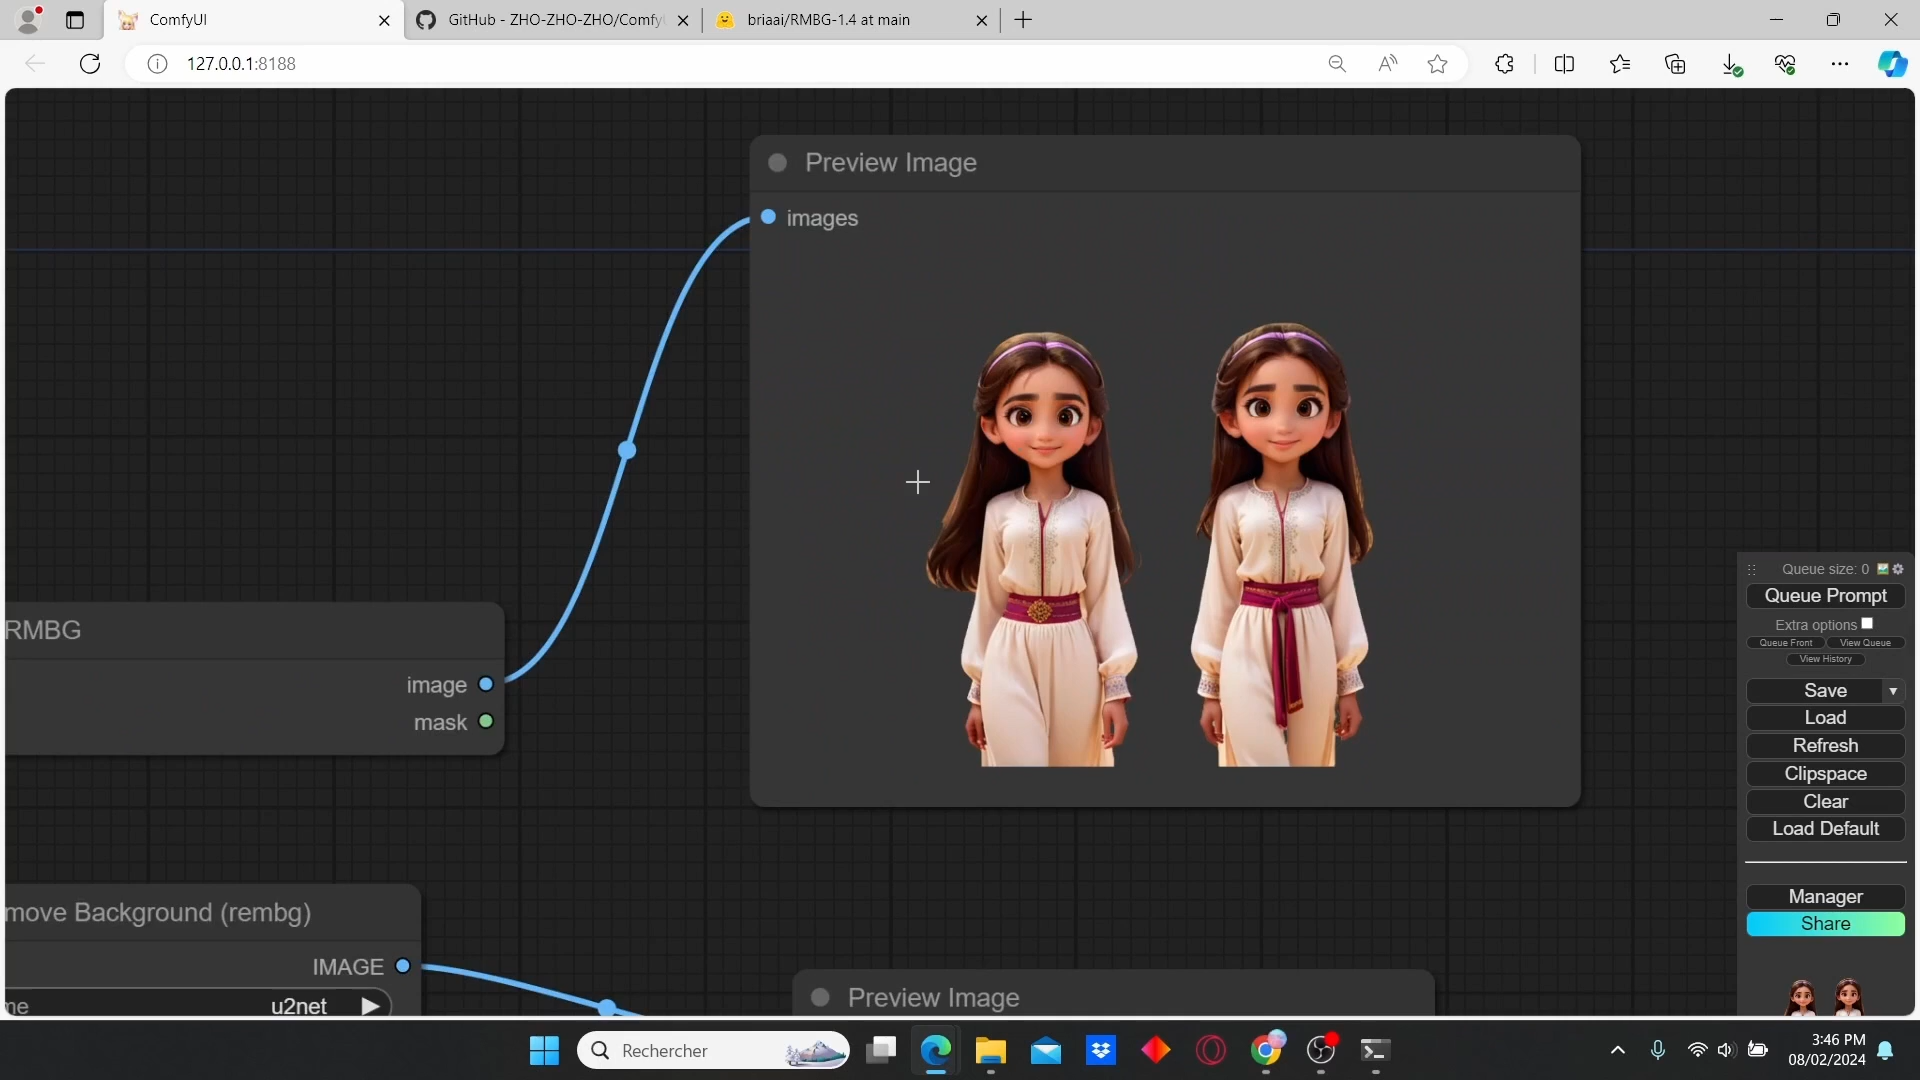 ComfyUI
GitHub - ZHO-ZHO-ZHO/Comfy
briaai/RMBG-1.4 at main
127.0.0.1:8188
Preview Image
images
RMBG
image
mask
move Background (rembg)
IMAGE
me
u2net
Preview Image
Queue size: 0
Queue Prompt
Extra options
Queue Front
View Queue
View History
Save
Load
Refresh
Clipspace
Clear
Load Default
Manager
Share
Rechercher
3:46 PM
08/02/2024